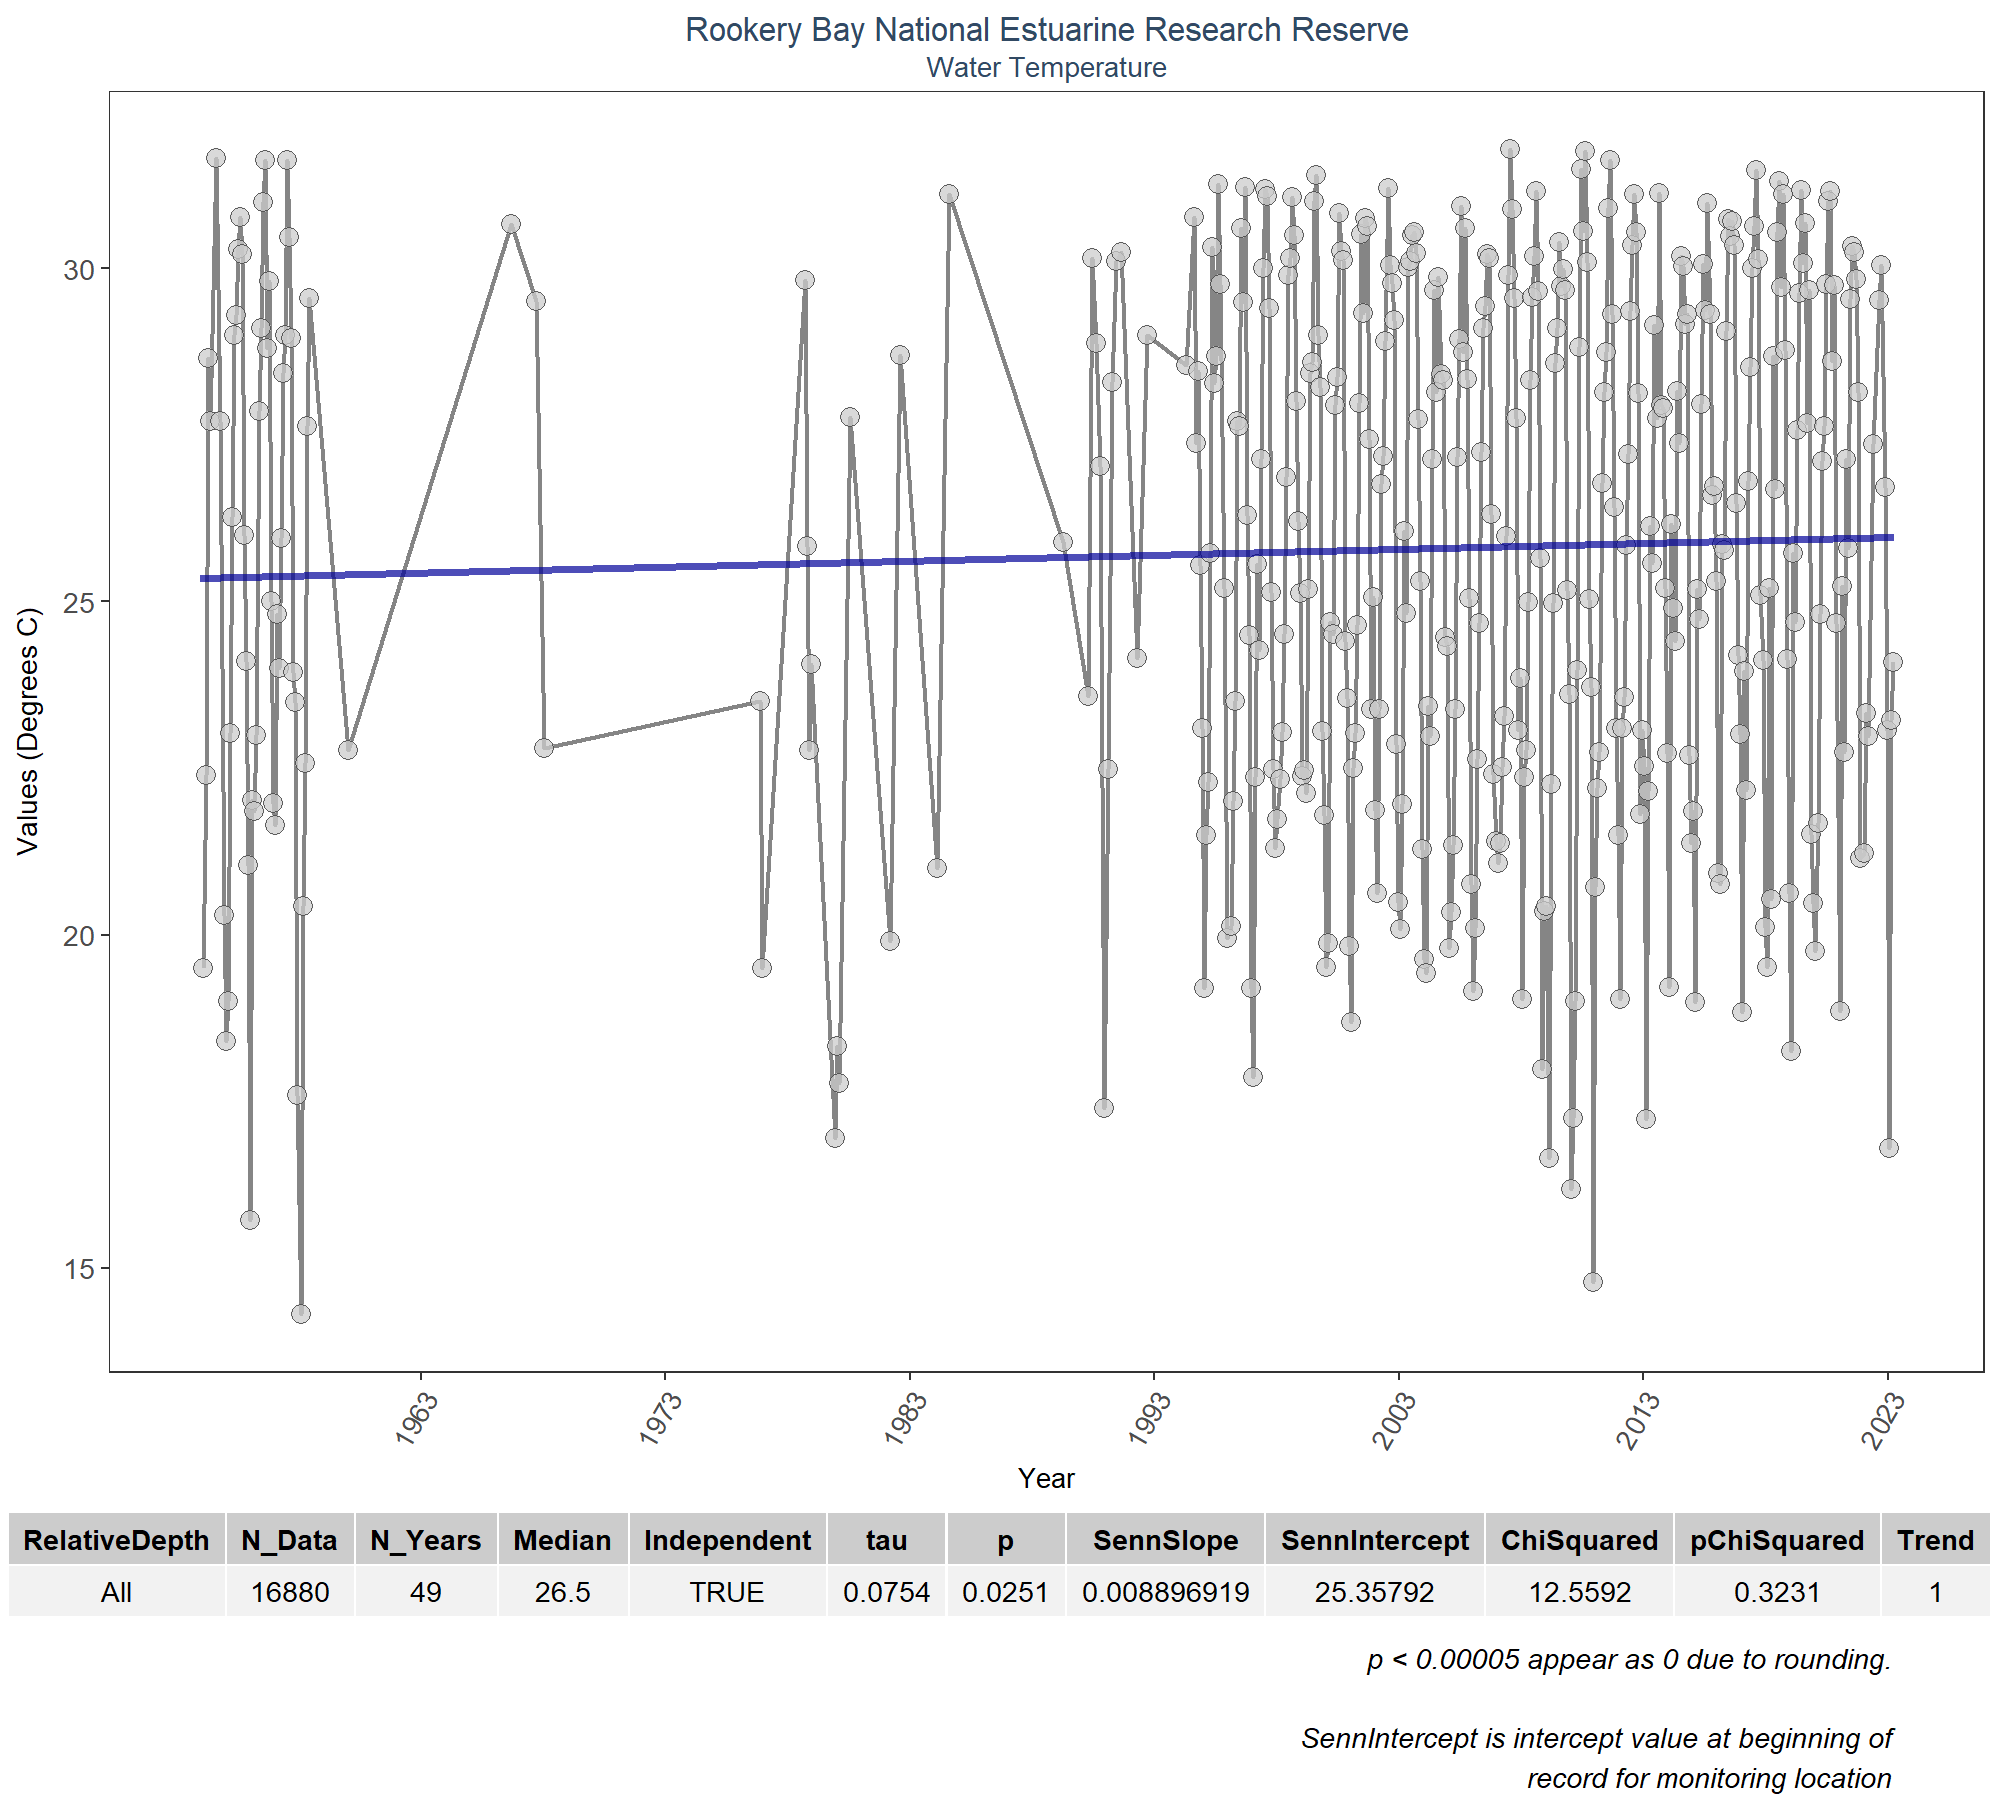 Rookery Bay National Estuarine Research Reserve
Water Temperature
Values (Degrees C)
30
25
20
15
1963 1973 1983 1993 2003 2013 2023
Year
RelativeDepth N_Data N_Years Median Independent tau p SennSlope SennIntercept ChiSquared pChiSquared Trend
All 16880 49 26.5 TRUE 0.0754 0.0251 0.008896919 25.35792 12.5592 0.3231 1
p < 0.00005 appear as 0 due to rounding.
SennIntercept is intercept value at beginning of
record for monitoring location